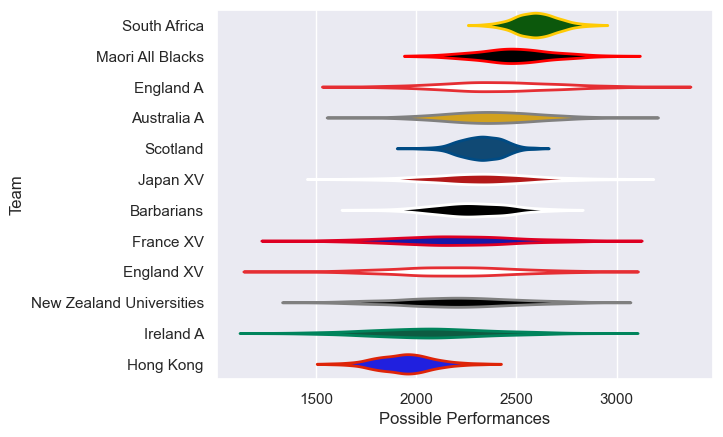 South Africa
Maori All Blacks
England A
Australia A
Scotland
Japan XV
Barbarians
France XV
England XV
New Zealand Universities
Ireland A
Hong Kong
Team
1500 2000 2500 3000
Possible Performances